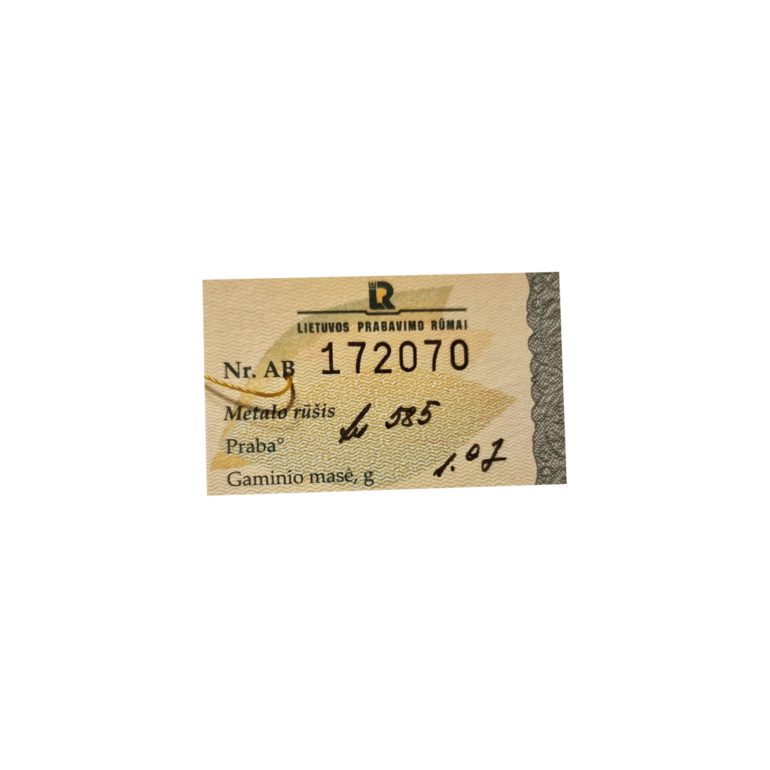 LR
LIETUVOS PRABAVIMO RŪMAI
Nr. AB 172070
Metalo rūšis
Praba° 585
Gaminio masė, g 1.07